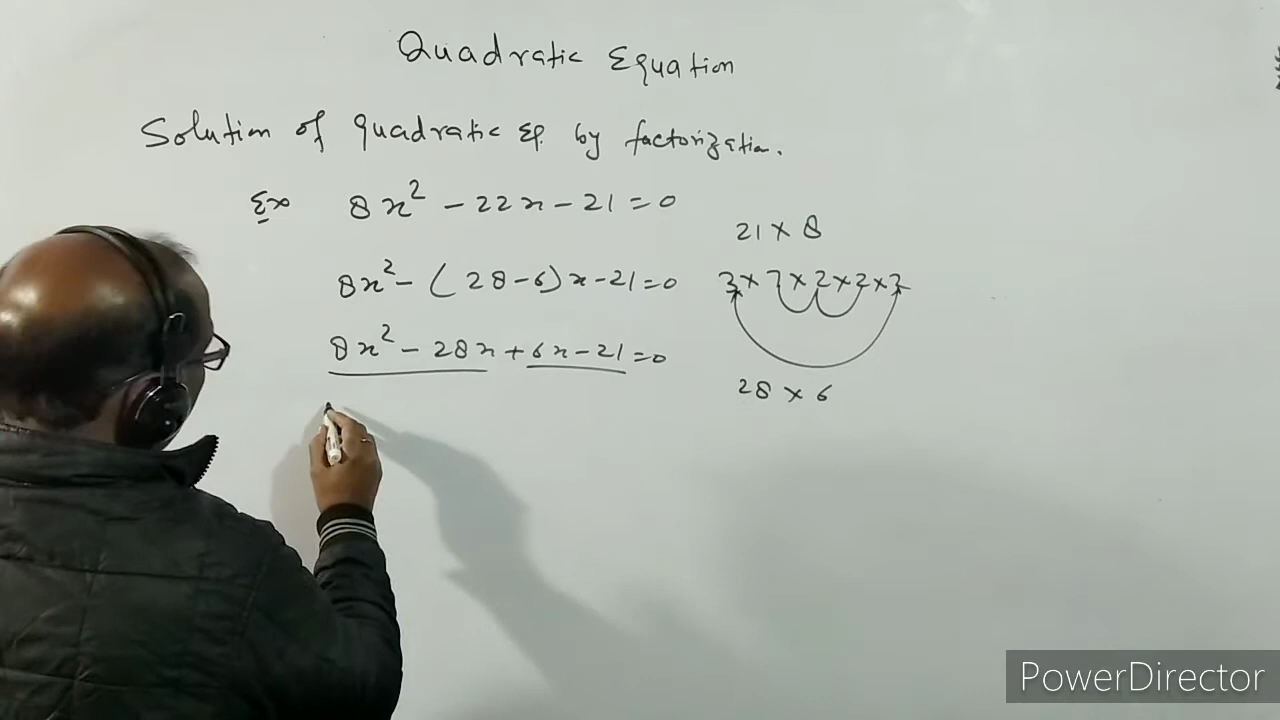 Quadratic Equation
Solution of quadratic Eq. by factorization.
Ex 8x² - 22x - 21 = 0
21 × 8
8x² - (28-6)x - 21 = 0
3 × 7 × 2 × 2 × 2
8x² - 28x + 6x - 21 = 0
28 × 6
PowerDirector